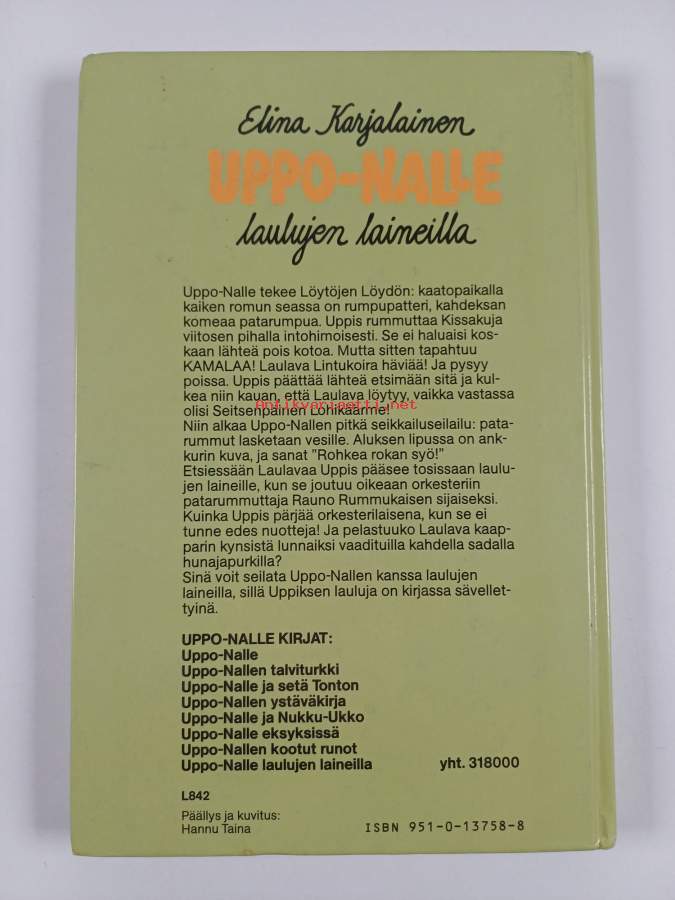 Elina Karjalainen
UPPO-NALLE
laulujen laineilla
Uppo-Nalle tekee Löytöjen Löydön: kaatopaikalla
kaiken romun seassa on rumpupatteri, kahdeksan
komeaa patarumpua. Uppis rummuttaa Kissakuja
viitosen pihalla intohimoisesti. Se ei haluaisi kos-
kaan lähteä pois kotoa. Mutta sitten tapahtuu
KAMALAA! Laulava Lintukoira häviää! Ja pysyy
poissa. Uppis päättää lähteä etsimään sitä ja kul-
kea niin kauan, että Laulava löytyy, vaikka vastassa
olisi Seitsenpäinen Lohikäärme!
Antikvariaatti.net
Niin alkaa Uppo-Nallen pitkä seikkailuseilailu: pata-
rummut lasketaan vesille. Aluksen lipussa on ank-
kurin kuva, ja sanat ”Rohkea rokan syö!”
Etsiessään Laulavaa Uppis pääsee tosissaan laulu-
jen laineille, kun se joutuu oikeaan orkesteriin
patarummuttaja Rauno Rummukaisen sijaiseksi.
Kuinka Uppis pärjää orkesterilaisena, kun se ei
tunne edes nuotteja! Ja pelastuuko Laulava kaap-
parin kynsistä lunnaiksi vaadituilla kahdella sadalla
hunajapurkilla?
Sinä voit seilata Uppo-Nallen kanssa laulujen
laineilla, sillä Uppiksen lauluja on kirjassa sävellet-
tyinä.
UPPO-NALLE KIRJAT:
Uppo-Nalle
Uppo-Nallen talviturkki
Uppo-Nalle ja setä Tonton
Uppo-Nallen ystäväkirja
Uppo-Nalle ja Nukku-Ukko
Uppo-Nalle eksyksissä
Uppo-Nallen kootut runot
Uppo-Nalle laulujen laineilla yht. 318000
L842
Päällys ja kuvitus:
Hannu Taina
ISBN 951-0-13758-8